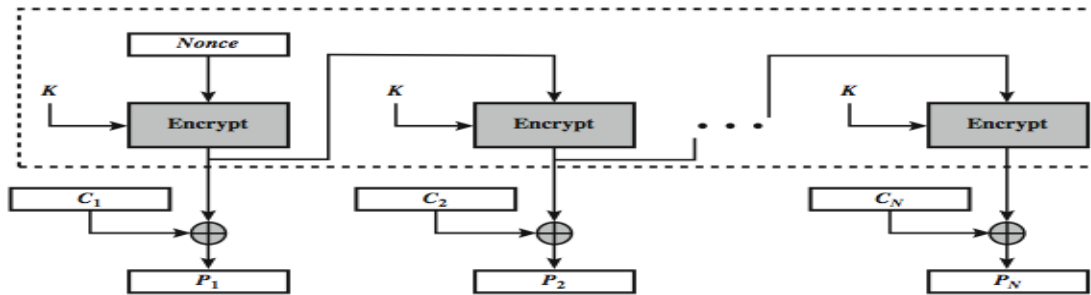 Nonce
K K K
Encrypt Encrypt • • • Encrypt
C1 C2 CN
P1 P2 PN